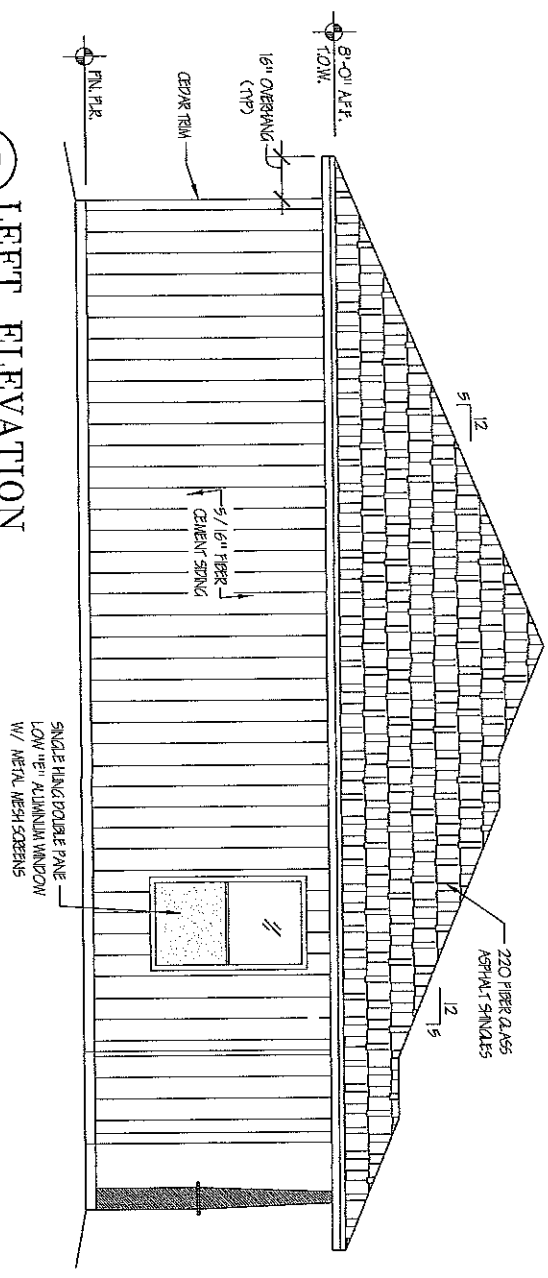 8'-0" A.F.F.
T.O.W.
16" OVERHANG
(TYP)
CEDAR TRIM
FIN. FLR.
12
5
5/16" FIBER
CEMENT SIDING
220 FIBER GLASS
ASPHALT SHINGLES
12
5
SINGLE HUNG DOUBLE PANE
LOW "E" ALUMINUM WINDOW
W/ METAL MESH SCREENS
LEFT ELEVATION